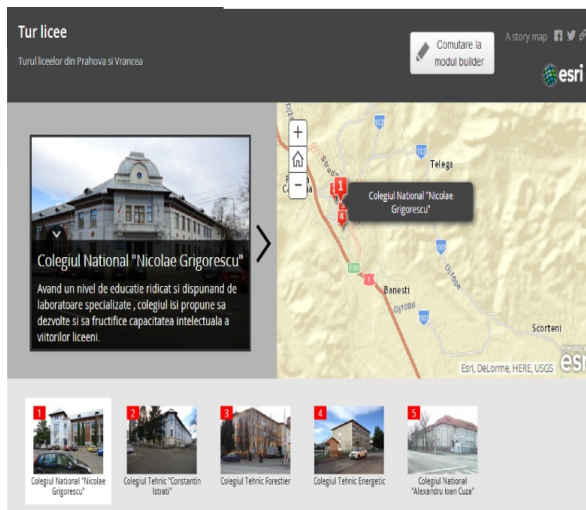 Tur licee
Turul liceelor din Prahova si Vrancea
Comutare la
modul builder
A story map
esri
Colegiul National "Nicolae Grigorescu"
Avand un nivel de educatie ridicat si dispunand de
laboratoare specializate , colegiul isi propune sa
dezvolte si sa fructifice capacitatea intelectuala a
viitorilor liceeni.
+
−
Telega
1
Colegiul National "Nicolae
Grigorescu"
4
1
Banesti
Dj100d
Scorteni
Esri, DeLorme, HERE, USGS
esri
1
2
3
4
5
Colegiul National "Nicolae
Grigorescu"
Colegiul Tehnic "Constantin
Istrati"
Colegiul Tehnic Forestier
Colegiul Tehnic Energetic
Colegiul National
"Alexandru Ioan Cuza"